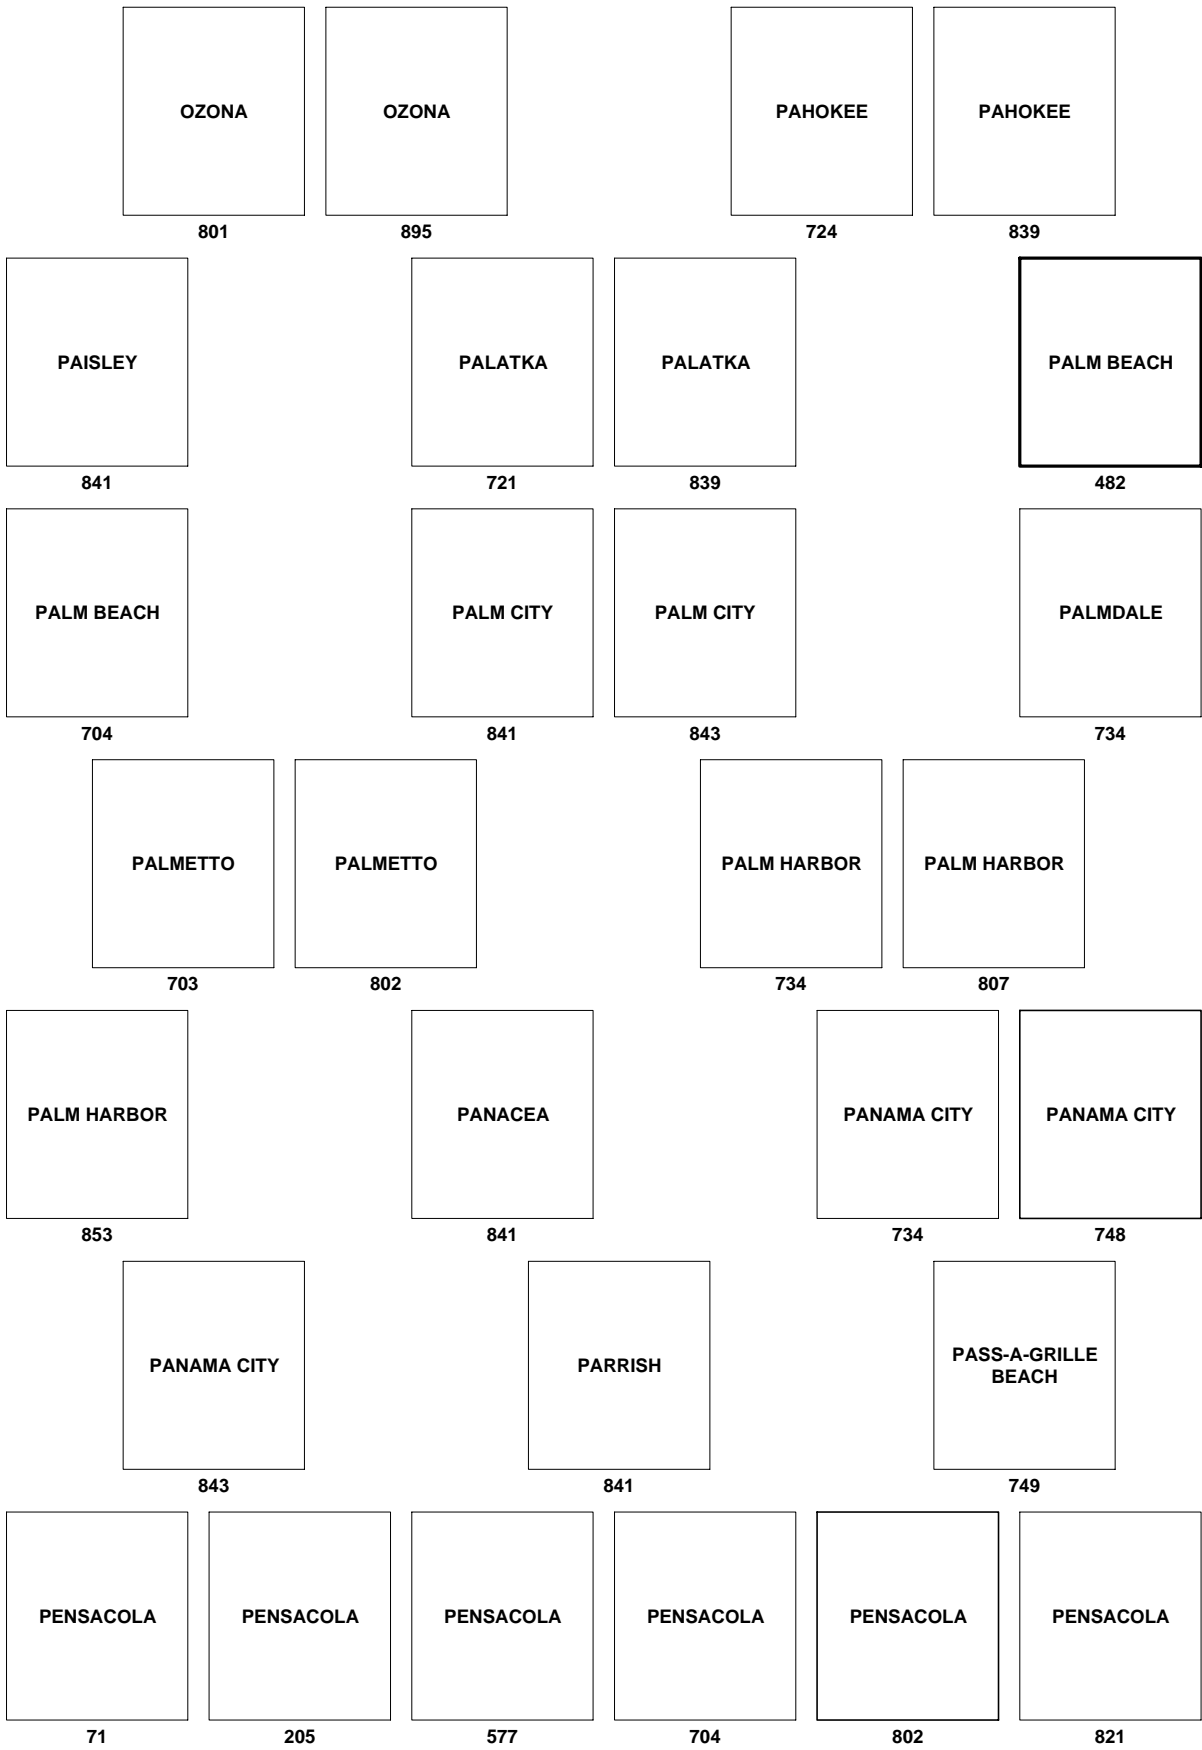 OZONA OZONA PAHOKEE PAHOKEE
801 895 724 839
PAISLEY PALATKA PALATKA PALM BEACH
841 721 839 482
PALM BEACH PALM CITY PALM CITY PALMDALE
704 841 843 734
PALMETTO PALMETTO PALM HARBOR PALM HARBOR
703 802 734 807
PALM HARBOR PANACEA PANAMA CITY PANAMA CITY
853 841 734 748
PANAMA CITY PARRISH PASS-A-GRILLE
BEACH
843 841 749
PENSACOLA PENSACOLA PENSACOLA PENSACOLA PENSACOLA PENSACOLA
71 205 577 704 802 821